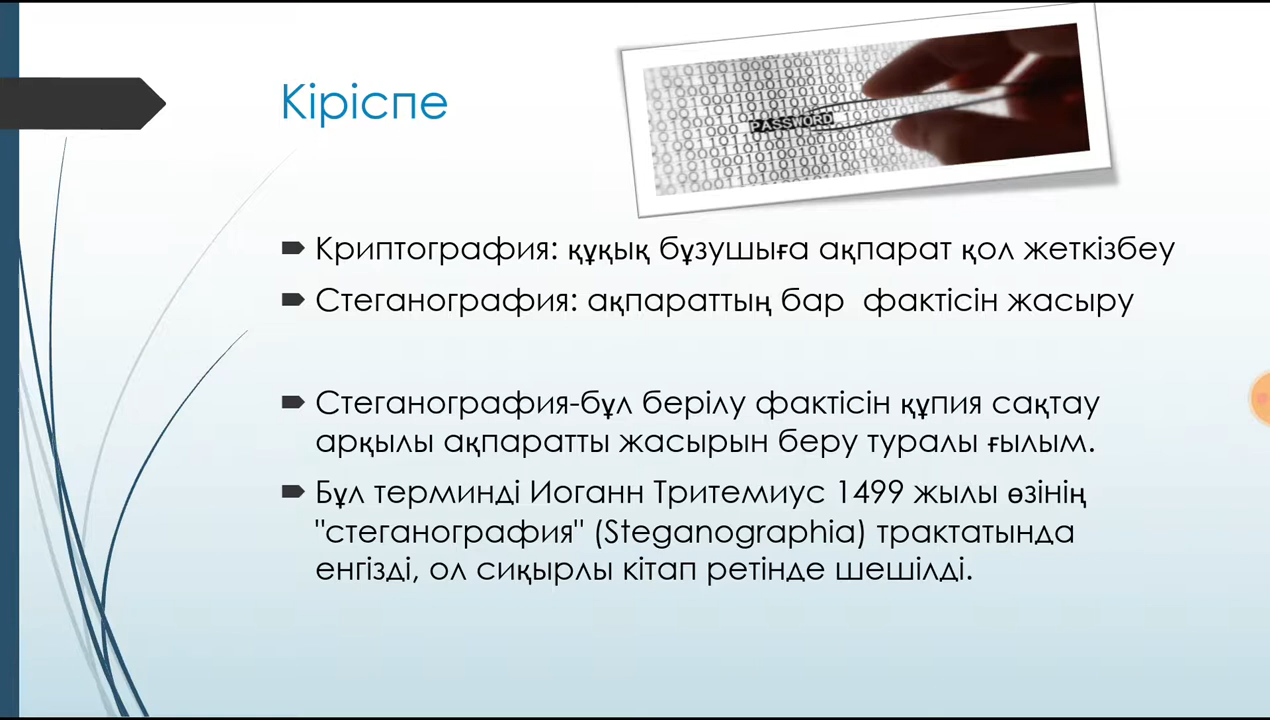 Кіріспе
PASSWORD
Криптография: құқық бұзушыға ақпарат қол жеткізбеу
Стеганография: ақпараттың бар фактісін жасыру
Стеганография-бұл берілу фактісін құпия сақтау
арқылы ақпаратты жасырын беру туралы ғылым.
Бұл терминді Иоганн Тритемиус 1499 жылы өзінің
"стеганография" (Steganographia) трактатында
енгізді, ол сиқырлы кітап ретінде шешілді.